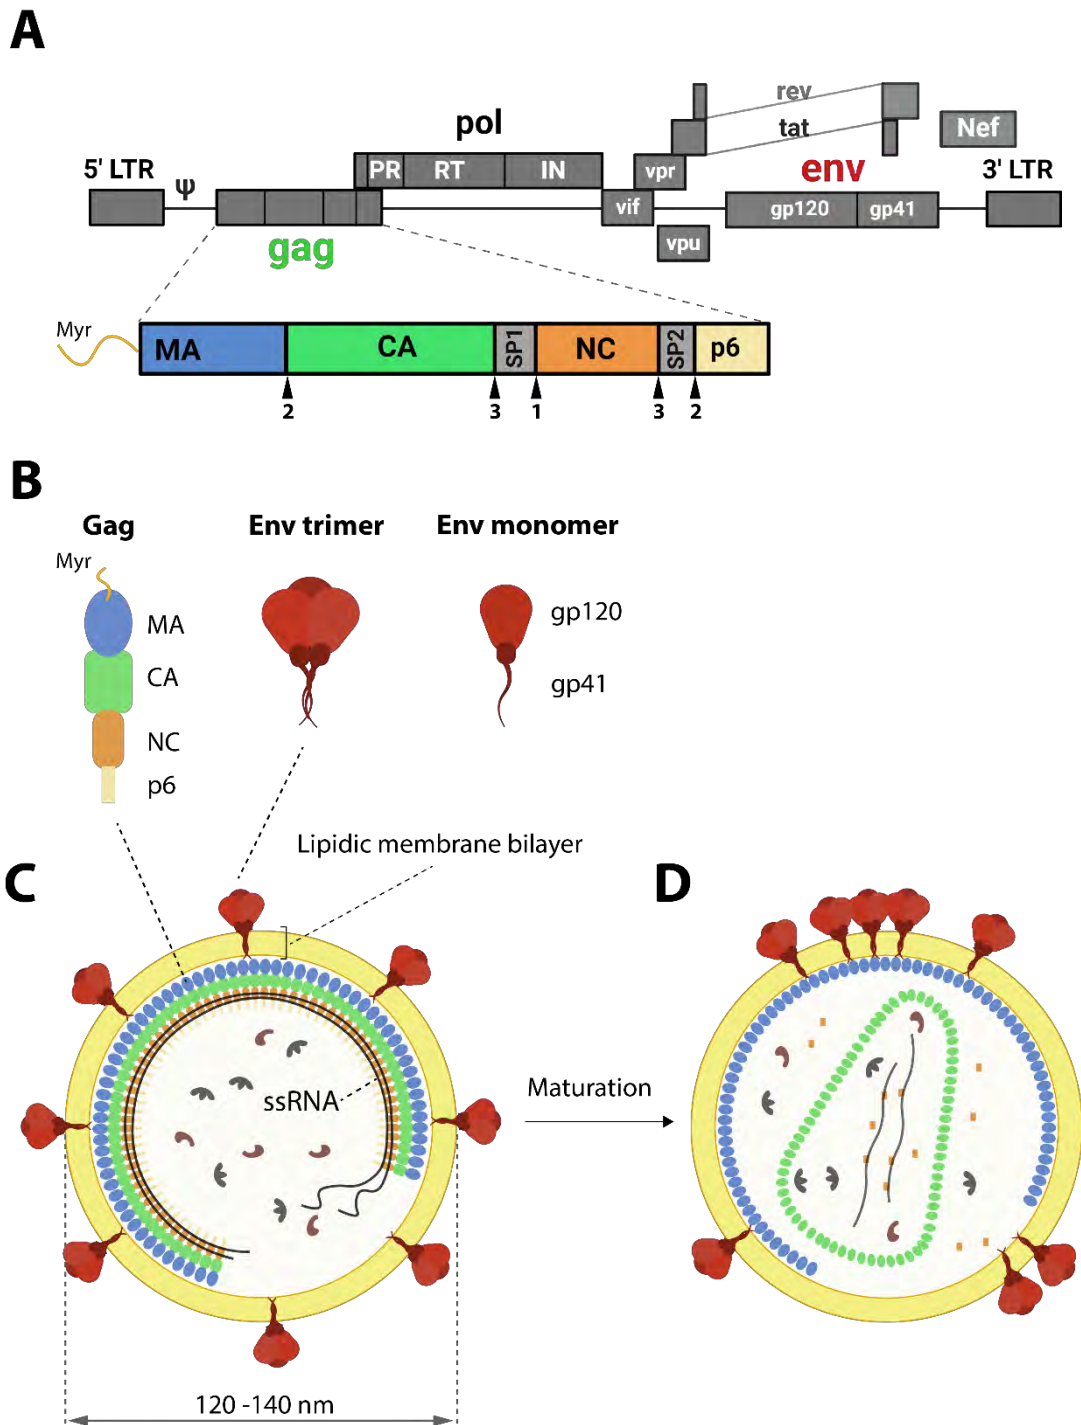 A
rev
pol
tat
Nef
5' LTR
ψ
PR
RT
IN
vpr
env
3' LTR
vif
gp120
gp41
gag
vpu
Myr
MA
CA
SP1
NC
SP2
p6
2
3
1
3
2
B
Gag
Env trimer
Env monomer
Myr
MA
gp120
CA
gp41
NC
p6
Lipidic membrane bilayer
C
D
ssRNA
Maturation
120 -140 nm